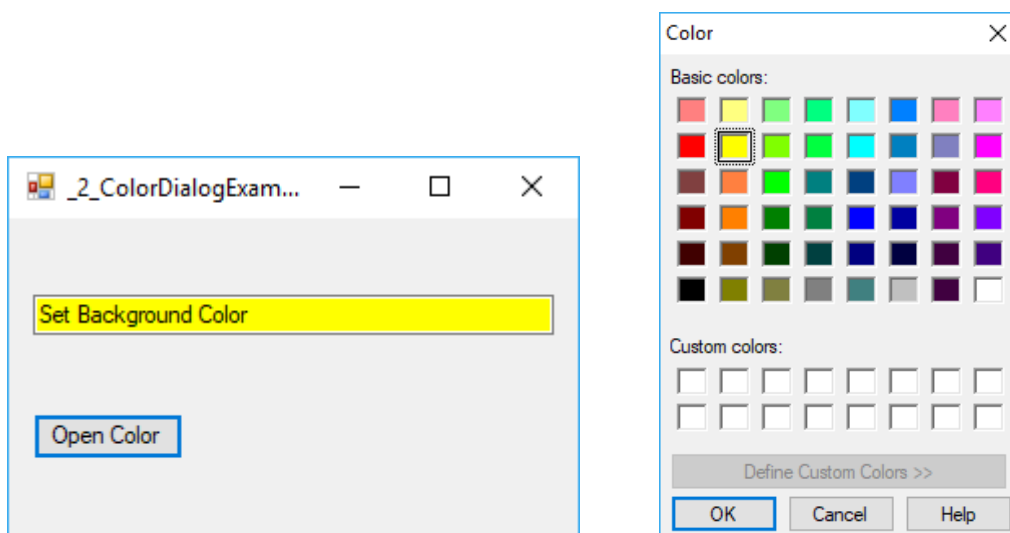 _2_ColorDialogExam...
Set Background Color
Open Color
Color
Basic colors:
Custom colors:
Define Custom Colors >>
OK
Cancel
Help